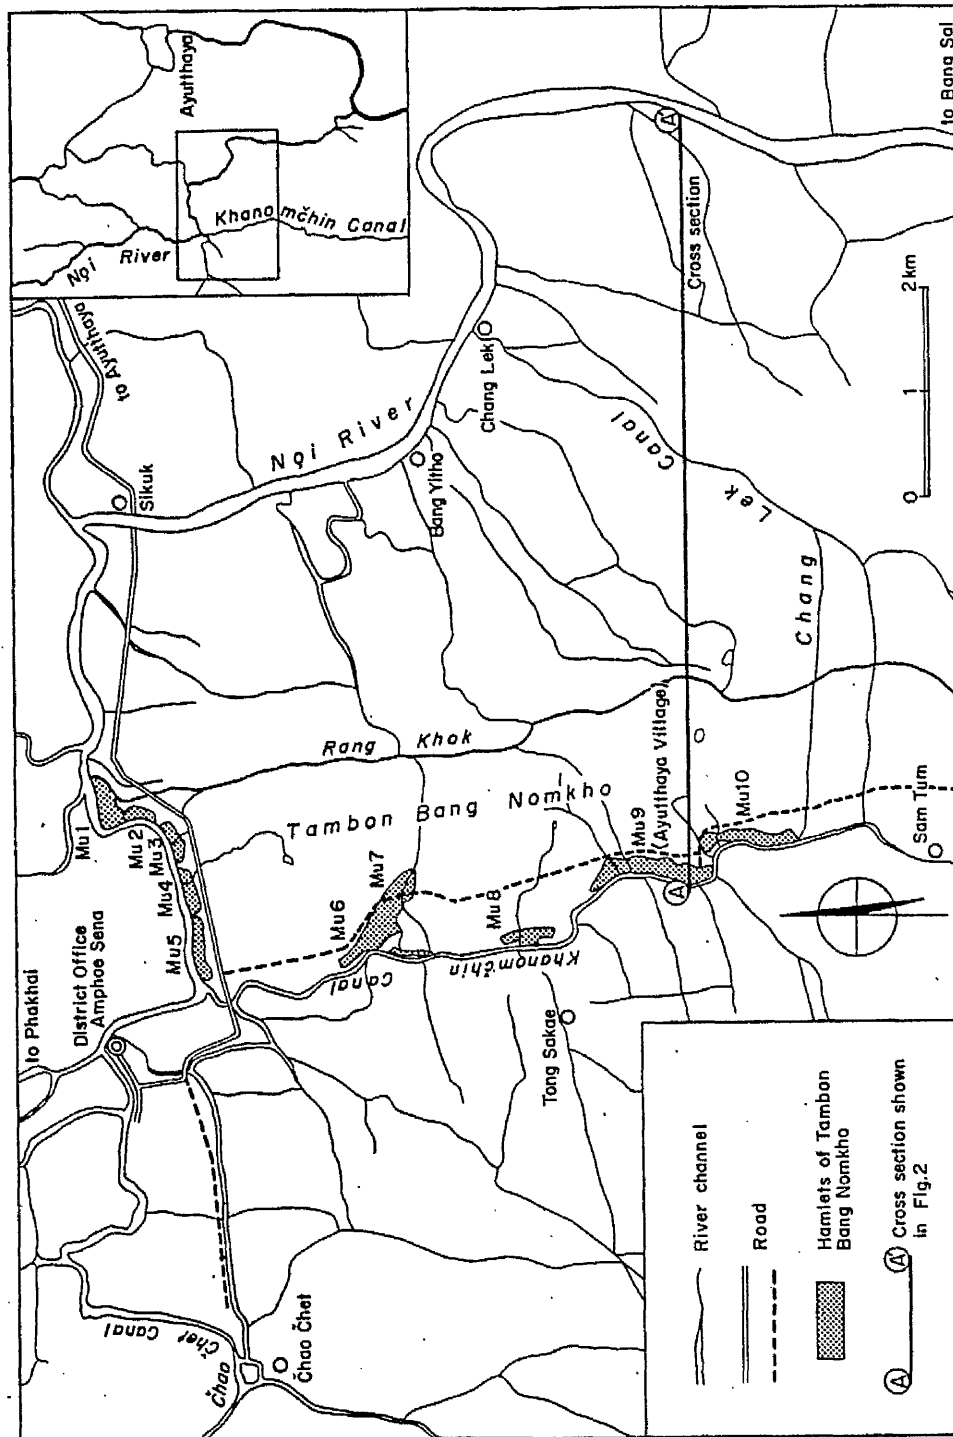 to Phakhai
District Office
Amphoe Sena
Mu5
Mu4
Mu3
Mu2
Mu1
Sikuk
to Ayutthaya
Nọi River
Ayutthaya
Nọi River
Khanomčhin Canal
Čhao Čhet Canal
Čhao Čhet
Canal Khanomčhin
Mu6
Mu7
Mu8
Tambon Bang Nomkho
Rang Khok
Bang Yitho
Chang Lek
Tong Sakae
Mu9
(Ayutthaya Village)
Mu10
Sam Tum
Chang Lek Canal
A
Cross section
A'
to Bang Sai
0 1 2km
River channel
Road
Hamlets of Tambon
Bang Nomkho
A A' Cross section shown
in Fig.2